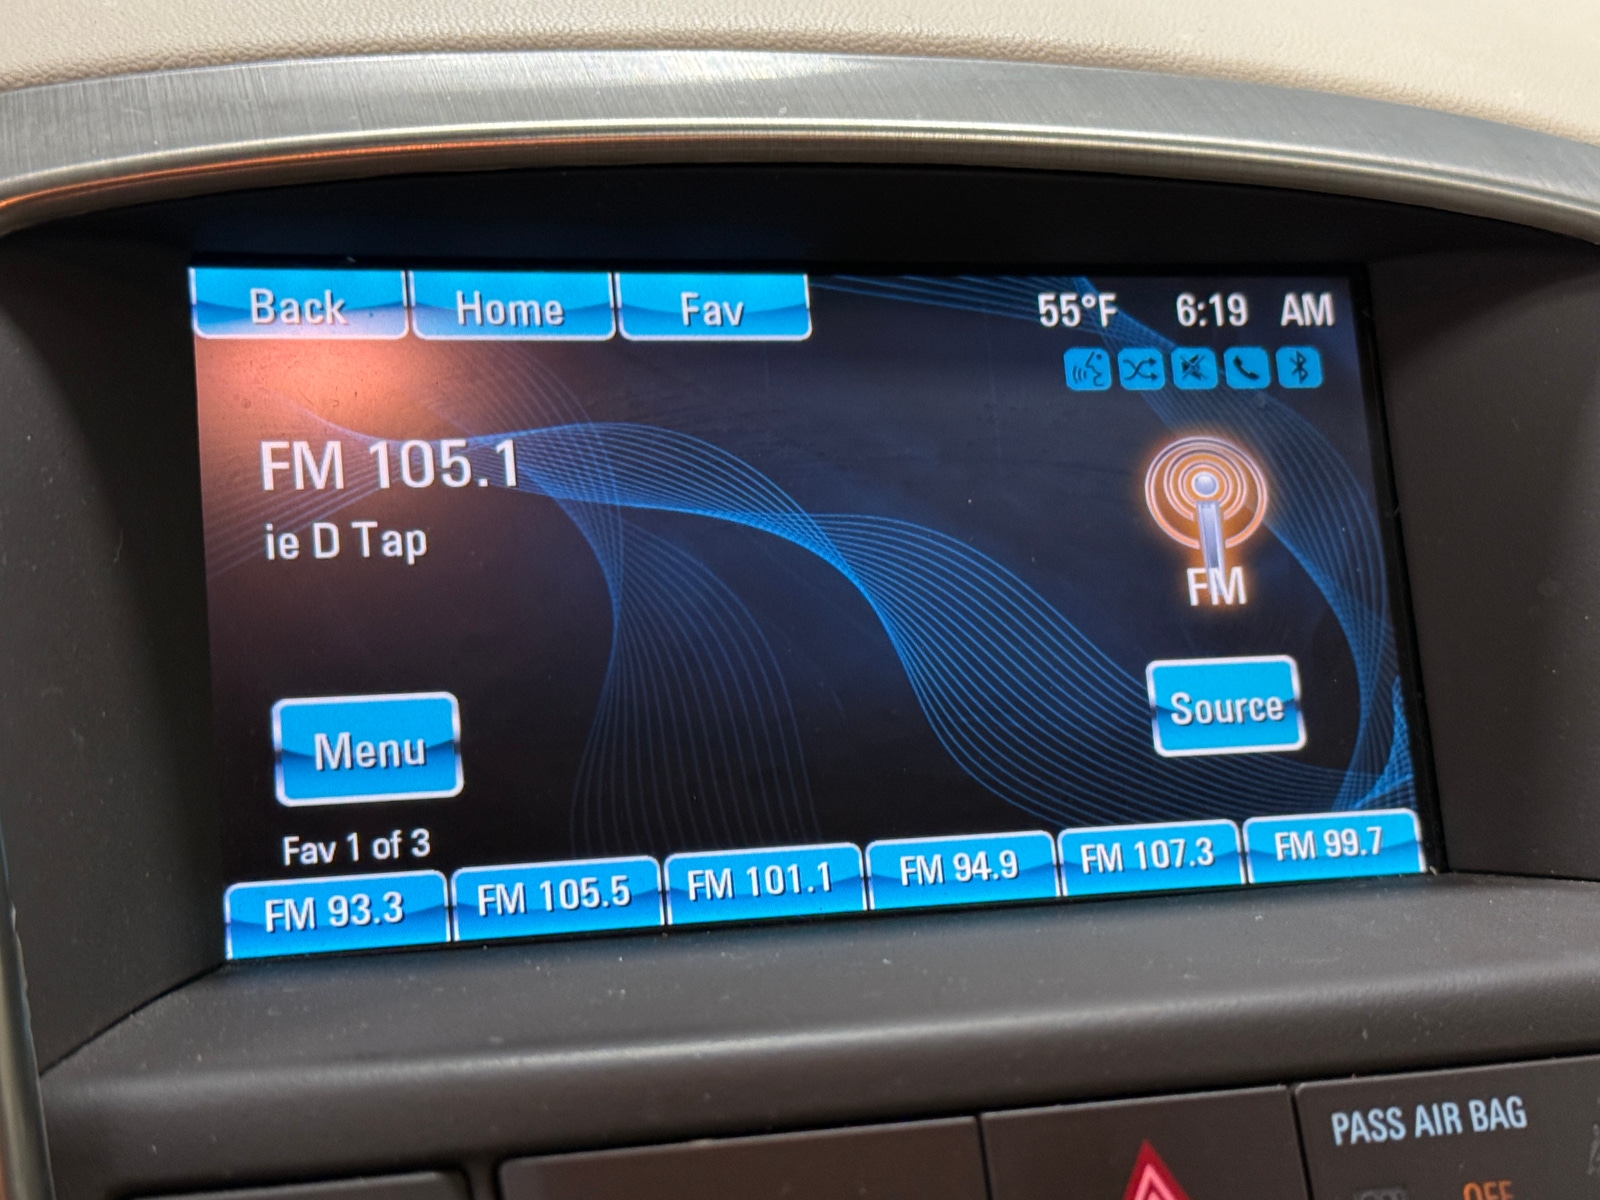 Back Home Fav 55°F 6:19 AM
FM 105.1
ie D Tap
FM
Source
Menu
Fav 1 of 3
FM 93.3 FM 105.5 FM 101.1 FM 94.9 FM 107.3 FM 99.7
PASS AIR BAG
OFF